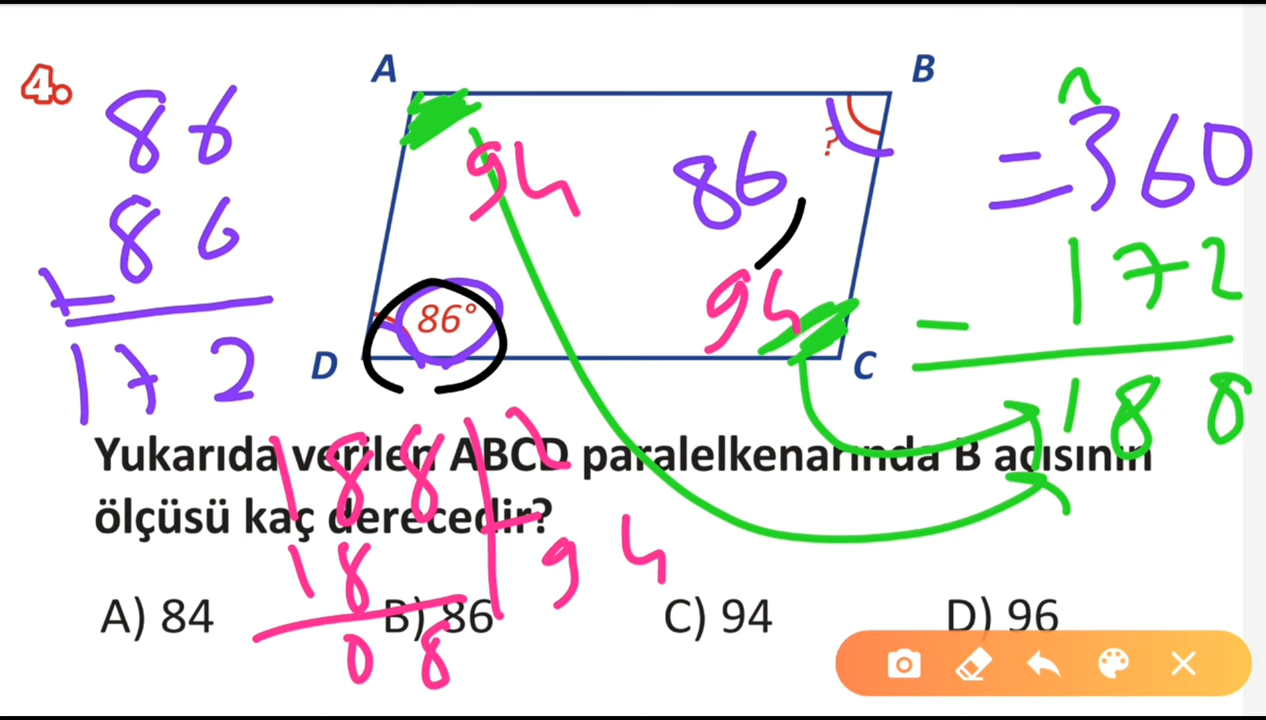 4.
A
B
86
86
+
172
94
86
?
94
86°
D
C
= 360
172
-
188
Yukarıda verilen ABCD paralelkenarında B açısının
ölçüsü kaç derecedir?
188 2
18 94
08
A) 84 B) 86 C) 94 D) 96